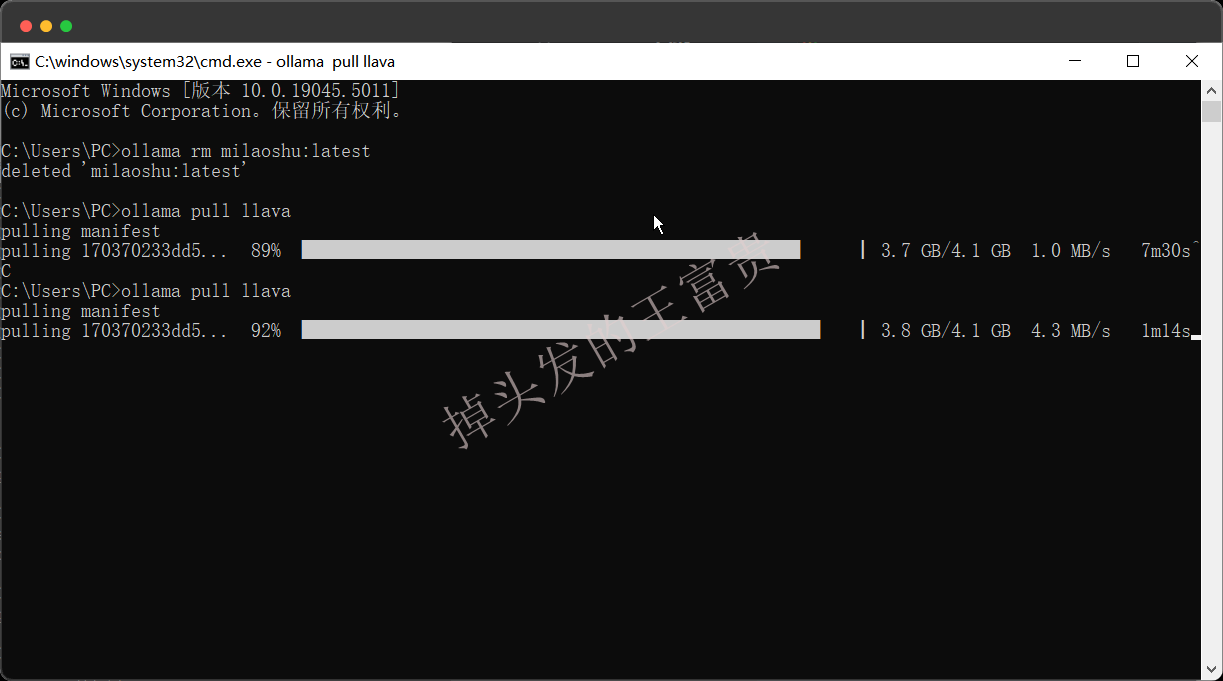 C:\windows\system32\cmd.exe - ollama  pull llava
Microsoft Windows [版本 10.0.19045.5011]
(c) Microsoft Corporation。保留所有权利。
C:\Users\PC>ollama rm milaoshu:latest
deleted 'milaoshu:latest'
C:\Users\PC>ollama pull llava
pulling manifest
pulling 170370233dd5...  89% ▕ 3.7 GB/4.1 GB  1.0 MB/s  7m30s^
C
C:\Users\PC>ollama pull llava
pulling manifest
pulling 170370233dd5...  92% ▕ 3.8 GB/4.1 GB  4.3 MB/s  1m14s
掉头发的王富贵